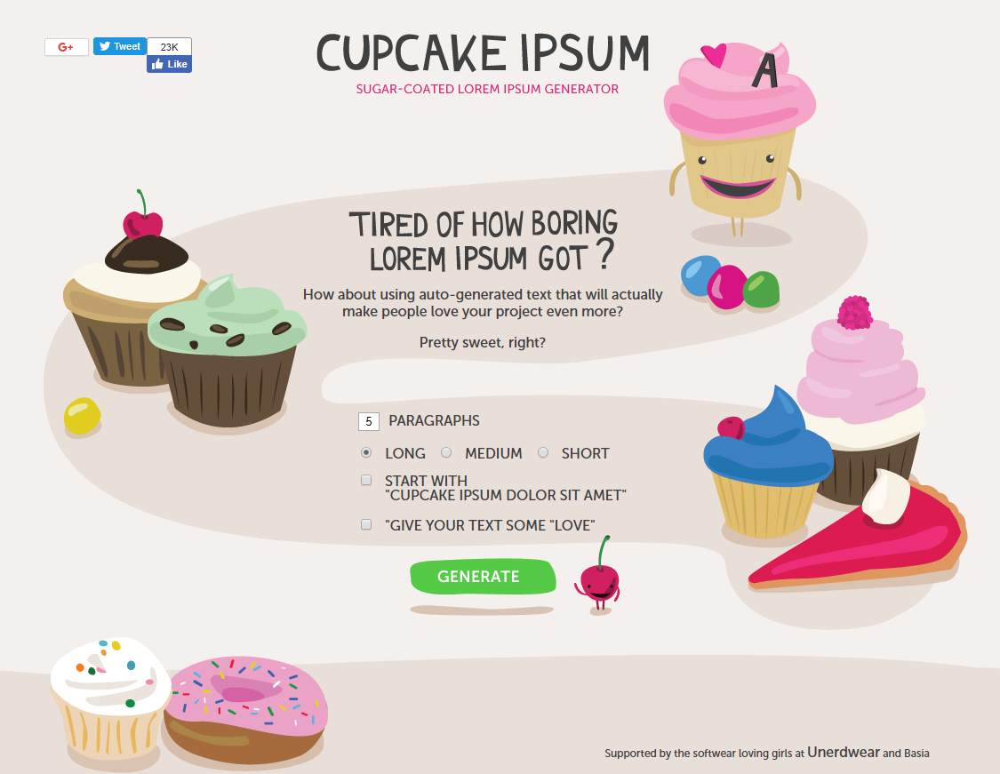 G+
Tweet
23K
Like
CUPCAKE IPSUM
SUGAR-COATED LOREM IPSUM GENERATOR
A
TIRED OF HOW BORING
LOREM IPSUM GOT ?
How about using auto-generated text that will actually
make people love your project even more?
Pretty sweet, right?
5 PARAGRAPHS
LONG MEDIUM SHORT
START WITH
"CUPCAKE IPSUM DOLOR SIT AMET"
"GIVE YOUR TEXT SOME "LOVE"
GENERATE
Supported by the softwear loving girls at Unerdwear and Basia